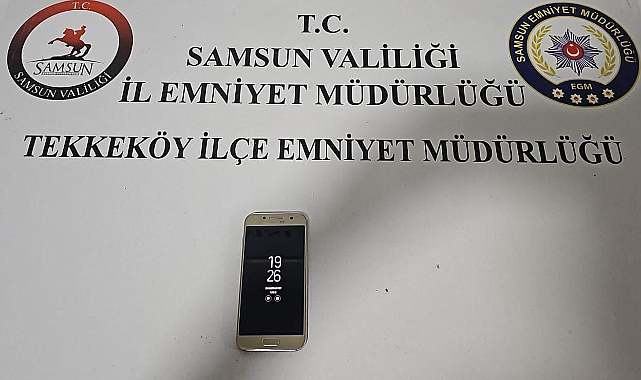 T.C.
SAMSUN
SAMSUN VALİLİĞİ
T.C.
SAMSUN VALİLİĞİ
İL EMNİYET MÜDÜRLÜĞÜ
TEKKEKÖY İLÇE EMNİYET MÜDÜRLÜĞÜ
SAMSUN EMNİYET MÜDÜRLÜĞÜ
EGM
19
26